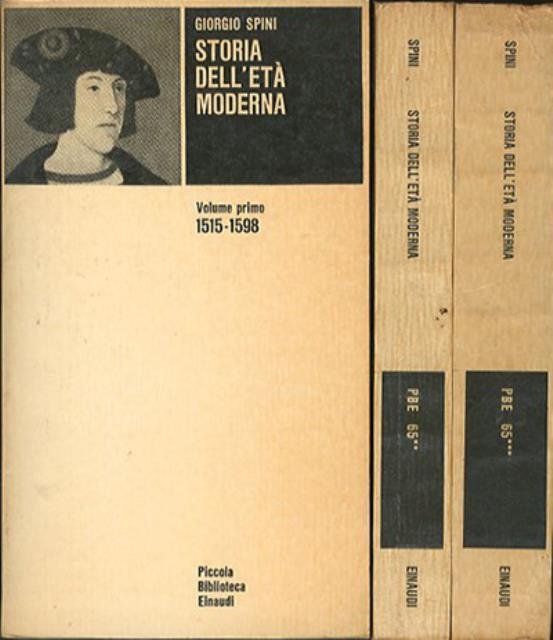 GIORGIO SPINI
STORIA
DELL'ETÀ
MODERNA
Volume primo
1515-1598
Piccola
Biblioteca
Einaudi
SPINI
STORIA DELL'ETÀ MODERNA
PBE 65**
EINAUDI
SPINI
STORIA DELL'ETÀ MODERNA
PBE 65***
EINAUDI